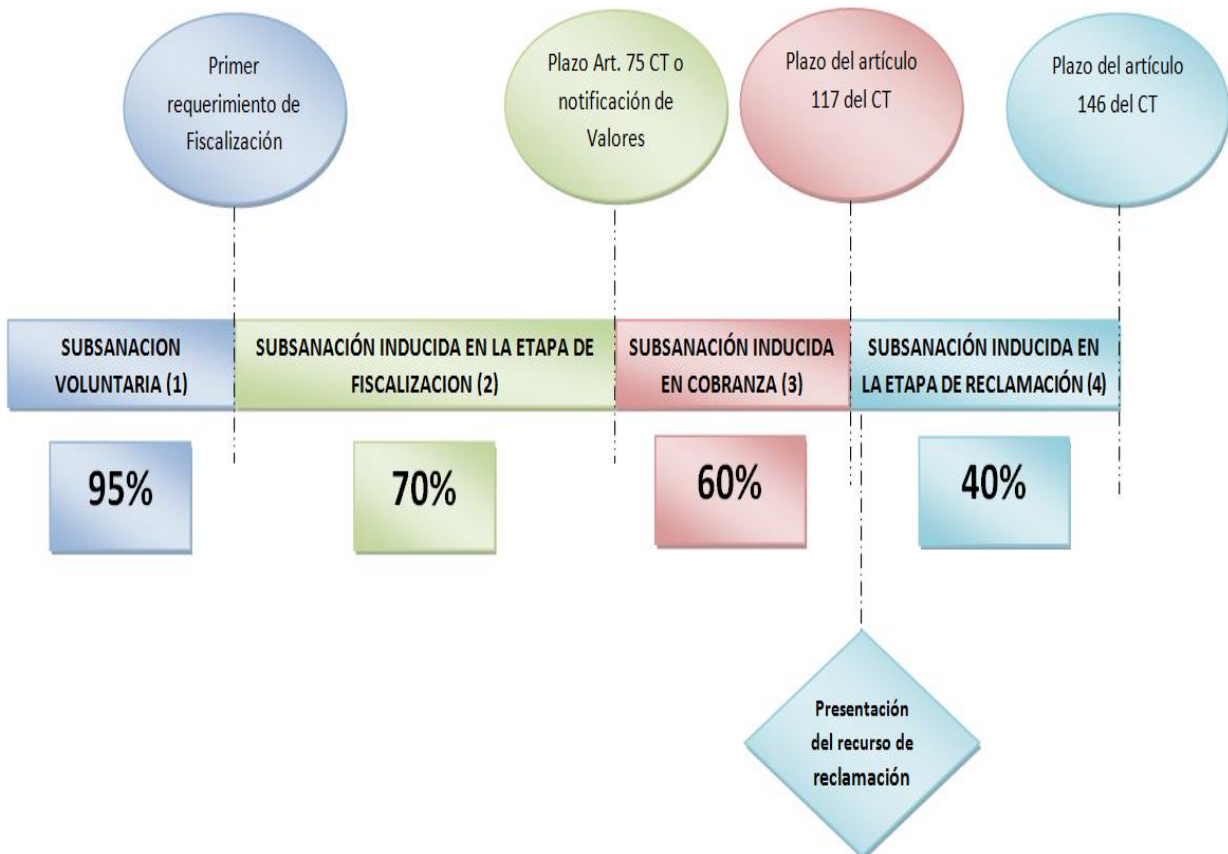 Primer
requerimiento de
Fiscalización
Plazo Art. 75 CT o
notificación de
Valores
Plazo del artículo
117 del CT
Plazo del artículo
146 del CT
SUBSANACION
VOLUNTARIA (1)
SUBSANACIÓN INDUCIDA EN LA ETAPA DE
FISCALIZACION (2)
SUBSANACIÓN INDUCIDA
EN COBRANZA (3)
SUBSANACIÓN INDUCIDA EN
LA ETAPA DE RECLAMACIÓN (4)
95%
70%
60%
40%
Presentación
del recurso de
reclamación